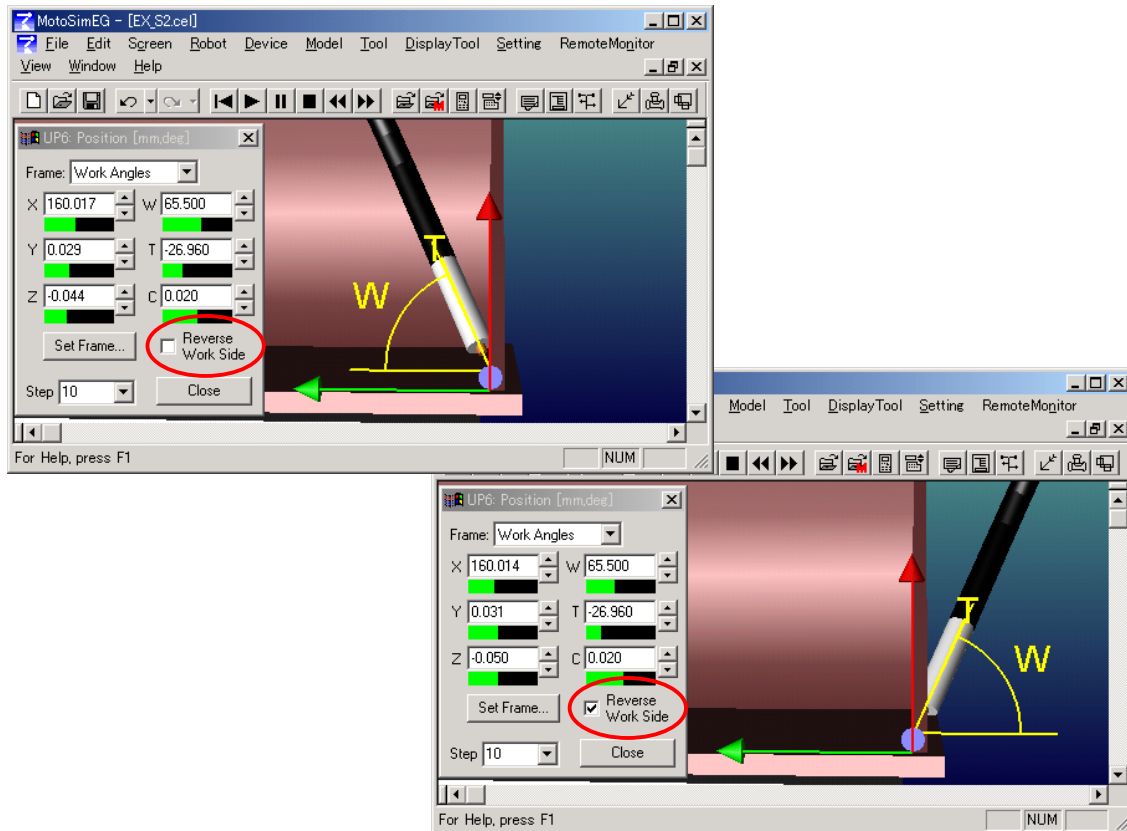 MotoSimEG - [EX_S2.cel]
File Edit Screen Robot Device Model Tool DisplayTool Setting RemoteMonitor
View Window Help
UP6: Position [mm,deg]
Frame: Work Angles
X 160.017 W 65.500
Y 0.029 T -26.960
Z -0.044 C 0.020
Set Frame... Reverse
Work Side
Step 10 Close
T
W
For Help, press F1 NUM
Model Tool DisplayTool Setting RemoteMonitor
UP6: Position [mm,deg]
Frame: Work Angles
X 160.014 W 65.500
Y 0.031 T -26.960
Z -0.050 C 0.020
Set Frame... Reverse
Work Side
Step 10 Close
T
W
For Help, press F1 NUM